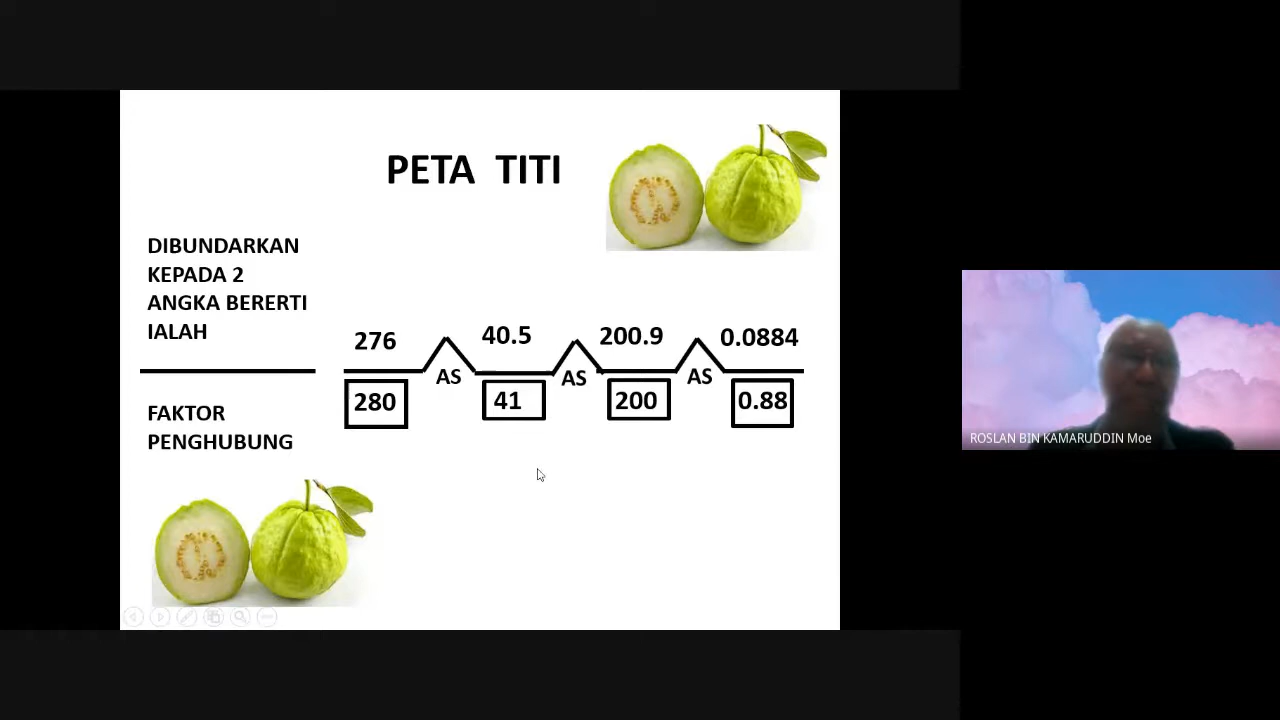 PETA TITI
DIBUNDARKAN
KEPADA 2
ANGKA BERERTI
IALAH
276 40.5 200.9 0.0884
AS AS AS
280 41 200 0.88
FAKTOR
PENGHUBUNG
ROSLAN BIN KAMARUDDIN Moe